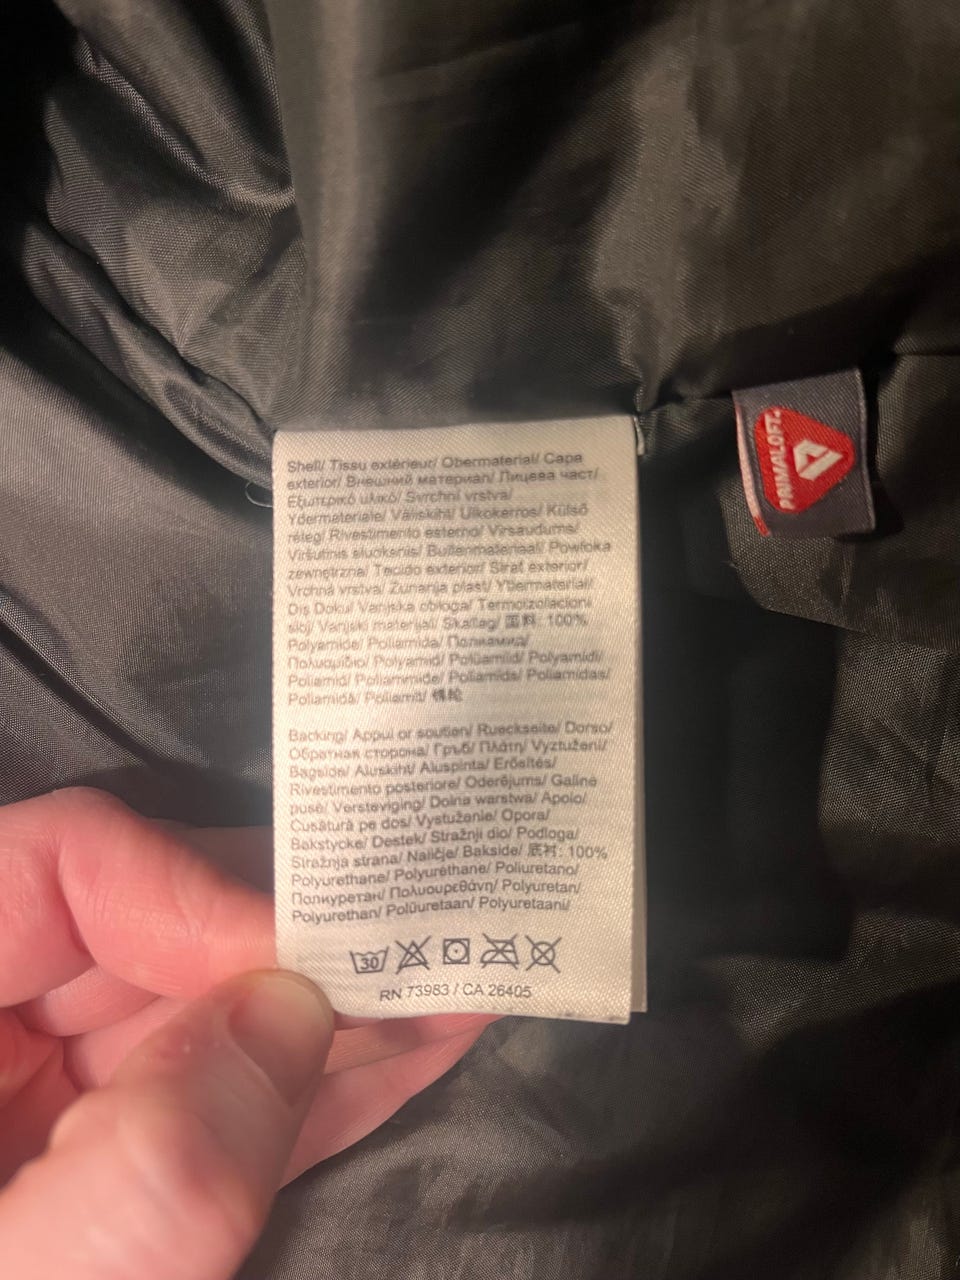 Shell/ Tissu extérieur/ Obermaterial/ Capa
exterior/ Внешний материал/ Лицева част/
Εξωτερικό υλικό/ Svrchní vrstva/
Ydermateriale/ Väliskiht/ Ulkokerros/ Külső
réteg/ Rivestimento esterno/ Virsaudums/
Viršutinis sluoksnis/ Buitenmateriaal/ Powłoka
zewnętrzna/ Tecido exterior/ Strat exterior/
Vrchná vrstva/ Zunanja plast/ Yttermaterial/
Dış Doku/ Vanjska obloga/ Termoizolacioni
sloj/ Vanjski materijal/ Skaltag/ 面料: 100%
Polyamide/ Poliamida/ Полиамид/
Πολυαμίδιο/ Polyamid/ Polüamiid/ Polyamidi/
Poliamid/ Poliammide/ Poliamīds/ Poliamidas/
Poliamidă/ Poliamit/ 锦纶
Backing/ Appui or soutien/ Rueckseite/ Dorso/
Обратная сторона/ Гръб/ Πλάτη/ Vyztužení/
Bagside/ Aluskiht/ Aluspinta/ Erősítés/
Rivestimento posteriore/ Oderējums/ Galinė
pusė/ Versteviging/ Dolna warstwa/ Apoio/
Cusătură pe dos/ Vystuženie/ Opora/
Bakstycke/ Destek/ Stražnji dio/ Podloga/
Stražnja strana/ Naličje/ Bakside/ 底衬: 100%
Polyurethane/ Polyuréthane/ Poliuretano/
Полиуретан/ Πολυουρεθάνη/ Polyuretan/
Polyurethan/ Polüuretaan/ Polyuretaani/
30
RN 73983 / CA 26405
PRIMALOFT